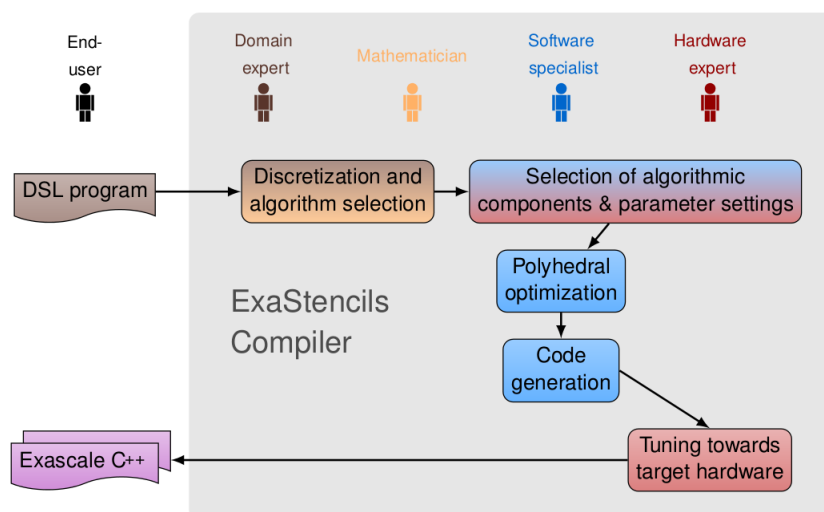 End-
user
Domain
expert
Mathematician
Software
specialist
Hardware
expert
DSL program
Discretization and
algorithm selection
Selection of algorithmic
components & parameter settings
Polyhedral
optimization
ExaStencils
Compiler
Code
generation
Exascale C++
Tuning towards
target hardware